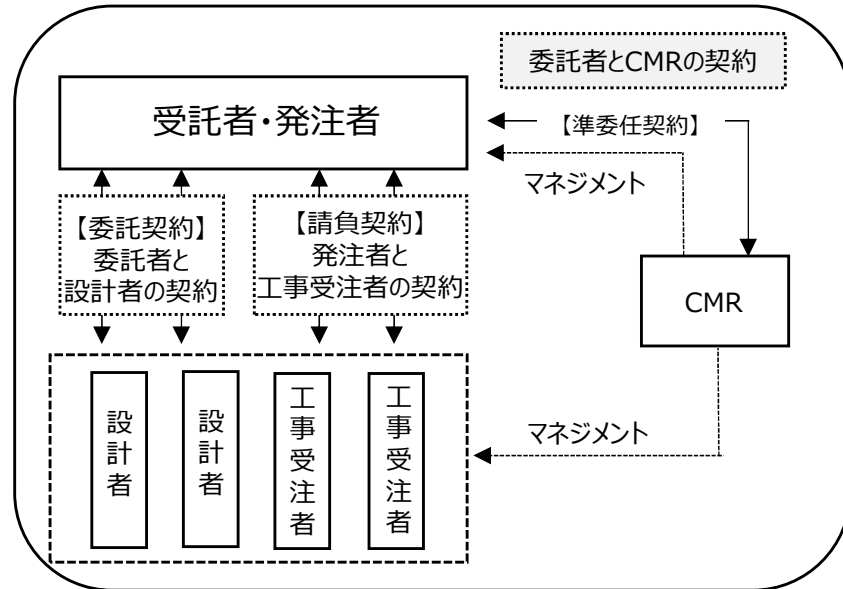 委託者とCMRの契約
受託者・発注者
【準委任契約】
マネジメント
【委託契約】
委託者と
設計者の契約
【請負契約】
発注者と
工事受注者の契約
CMR
設計者
設計者
工事受注者
工事受注者
マネジメント